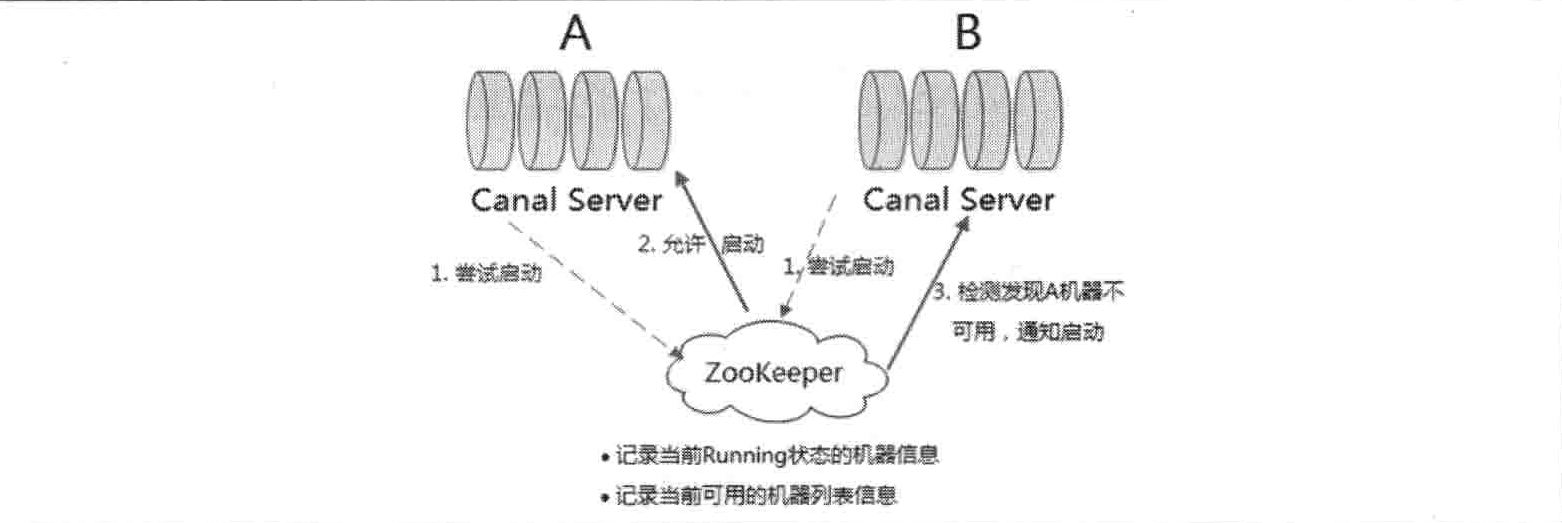 A
B
Canal Server
Canal Server
2. 允许 启动
1. 尝试启动
1. 尝试启动
3. 检测发现A机器不
可用，通知启动
ZooKeeper
• 记录当前Running状态的机器信息
• 记录当前可用的机器列表信息